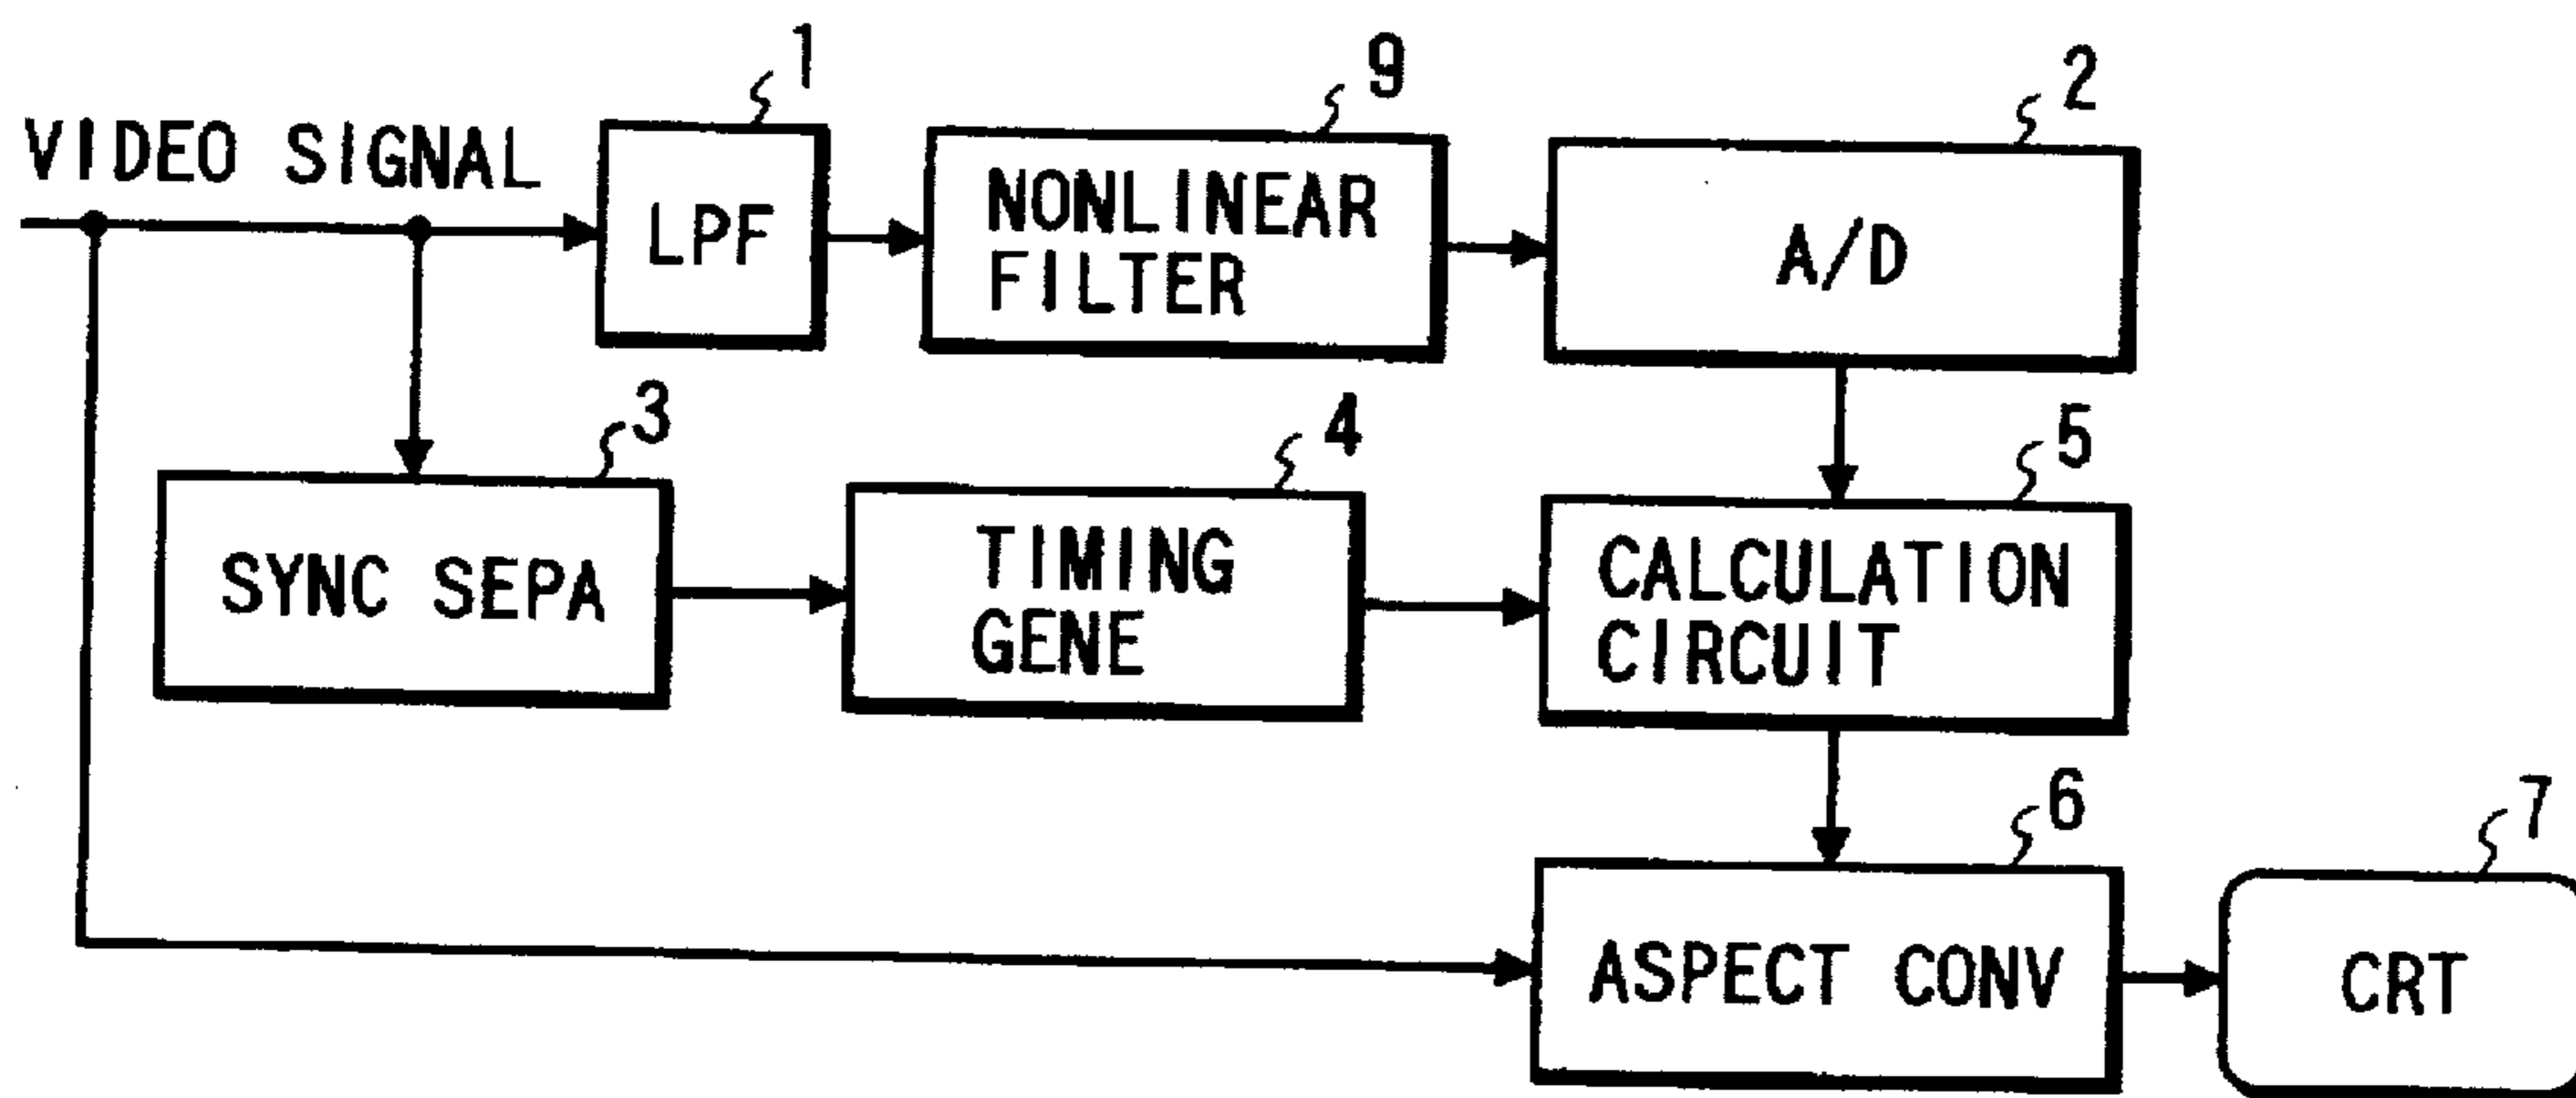 1
9
2
VIDEO SIGNAL
LPF
NONLINEAR
FILTER
A/D
3
4
5
SYNC SEPA
TIMING
GENE
CALCULATION
CIRCUIT
6
7
ASPECT CONV
CRT